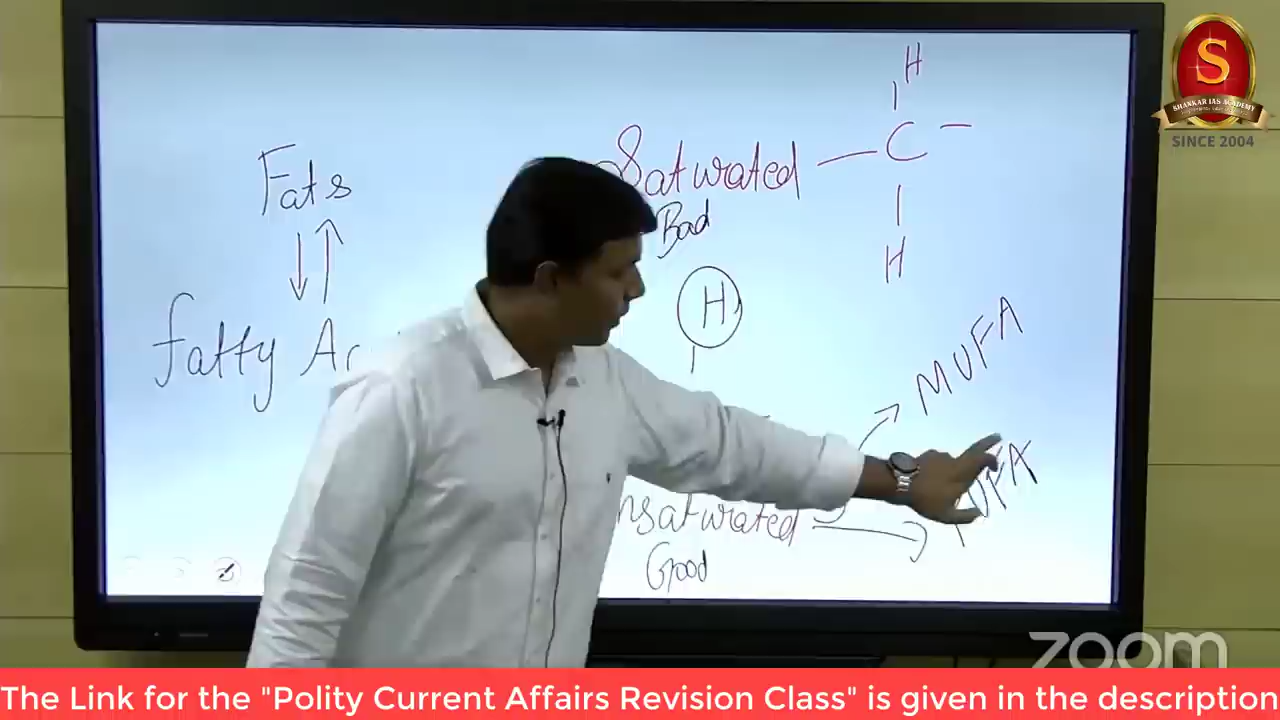 H
Saturated — C —
Bad
H
Fats
Fatty
H
MUFA
Good
S
SHANKAR IAS ACADEMY
SINCE 2004
zoom
The Link for the "Polity Current Affairs Revision Class" is given in the description